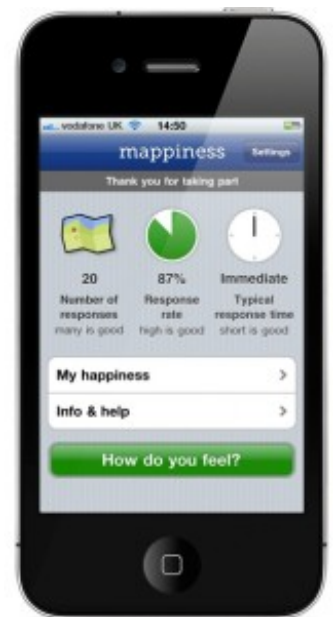 vodafone UK 14:50
mappiness Settings
Thank you for taking part
20 87% Immediate
Number of Response Typical
responses rate response time
many is good high is good short is good
My happiness
Info & help
How do you feel?